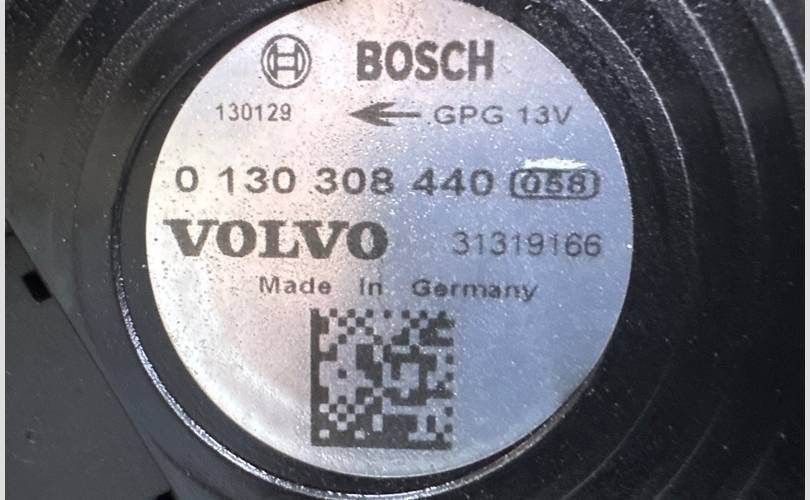 BOSCH
130129 GPG 13V
0 130 308 440 058
VOLVO 31319166
Made In Germany